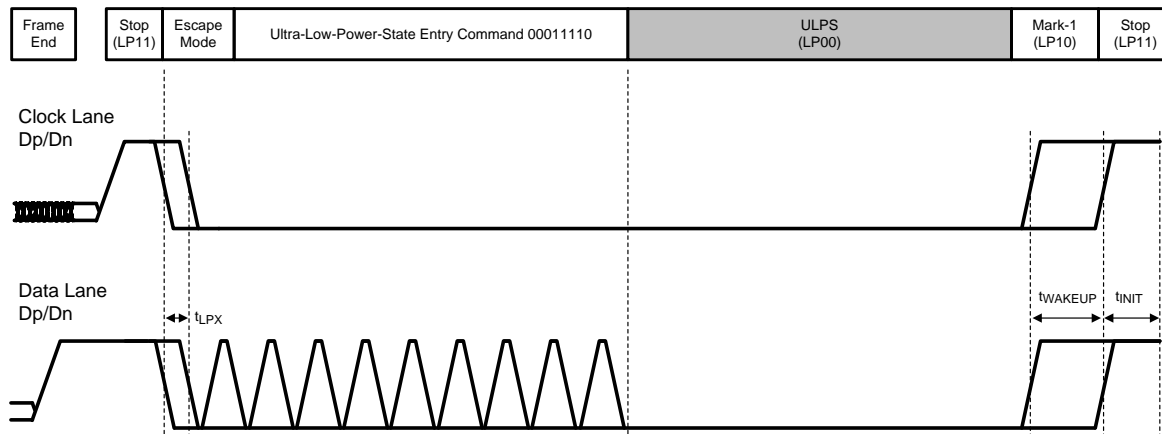 Frame
End
Stop
(LP11)
Escape
Mode
Ultra-Low-Power-State Entry Command 00011110
ULPS
(LP00)
Mark-1
(LP10)
Stop
(LP11)
Clock Lane
Dp/Dn
Data Lane
Dp/Dn
tLPX
tWAKEUP
tINIT